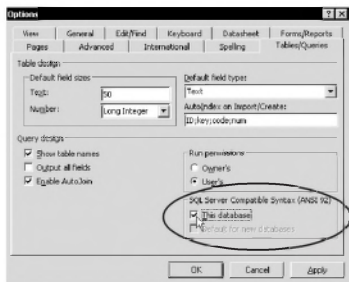 Options
View General Edit/Find Keyboard Datasheet Forms/Reports
Pages Advanced International Spelling Tables/Queries
Table design
Default field sizes
Text: 50
Number: Long Integer
Default field type:
Text
AutoIndex on Import/Create:
ID;key;code;num
Query design
Show table names
Output all fields
Enable AutoJoin
Run permissions
Owner's
User's
SQL Server Compatible Syntax (ANSI 92)
This database
Default for new databases
OK Cancel Apply